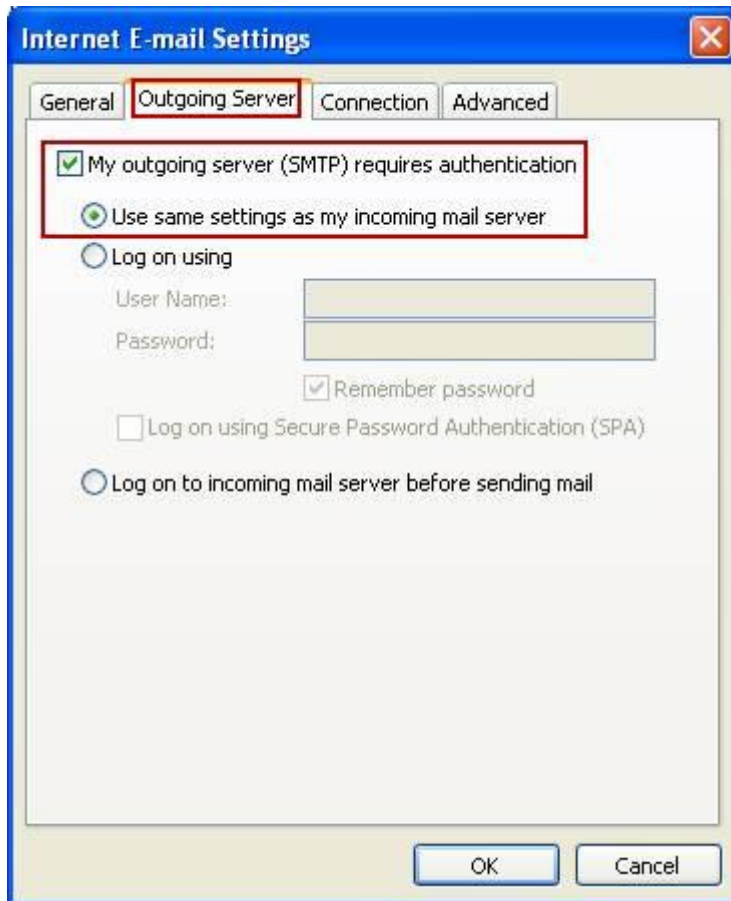 Internet E-mail Settings
General Outgoing Server Connection Advanced
My outgoing server (SMTP) requires authentication
Use same settings as my incoming mail server
Log on using
User Name:
Password:
Remember password
Log on using Secure Password Authentication (SPA)
Log on to incoming mail server before sending mail
OK Cancel